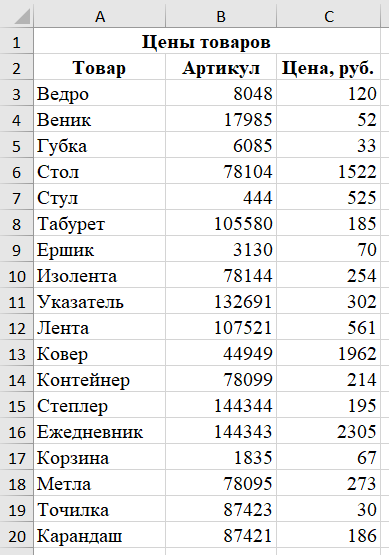 A B C
1 Цены товаров
2 Товар Артикул Цена, руб.
3 Ведро 8048 120
4 Веник 17985 52
5 Губка 6085 33
6 Стол 78104 1522
7 Стул 444 525
8 Табурет 105580 185
9 Ершик 3130 70
10 Изолента 78144 254
11 Указатель 132691 302
12 Лента 107521 561
13 Ковер 44949 1962
14 Контейнер 78099 214
15 Степлер 144344 195
16 Ежедневник 144343 2305
17 Корзина 1835 67
18 Метла 78095 273
19 Точилка 87423 30
20 Карандаш 87421 186